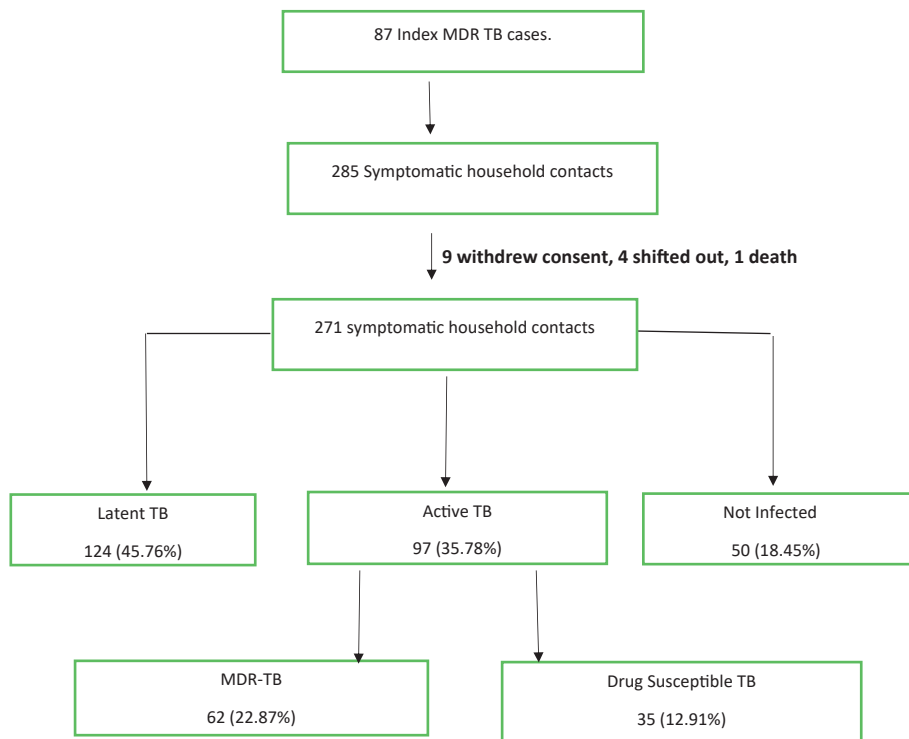 87 Index MDR TB cases.
285 Symptomatic household contacts
9 withdrew consent, 4 shifted out, 1 death
271 symptomatic household contacts
Latent TB
124 (45.76%)
Active TB
97 (35.78%)
Not Infected
50 (18.45%)
MDR-TB
62 (22.87%)
Drug Susceptible TB
35 (12.91%)